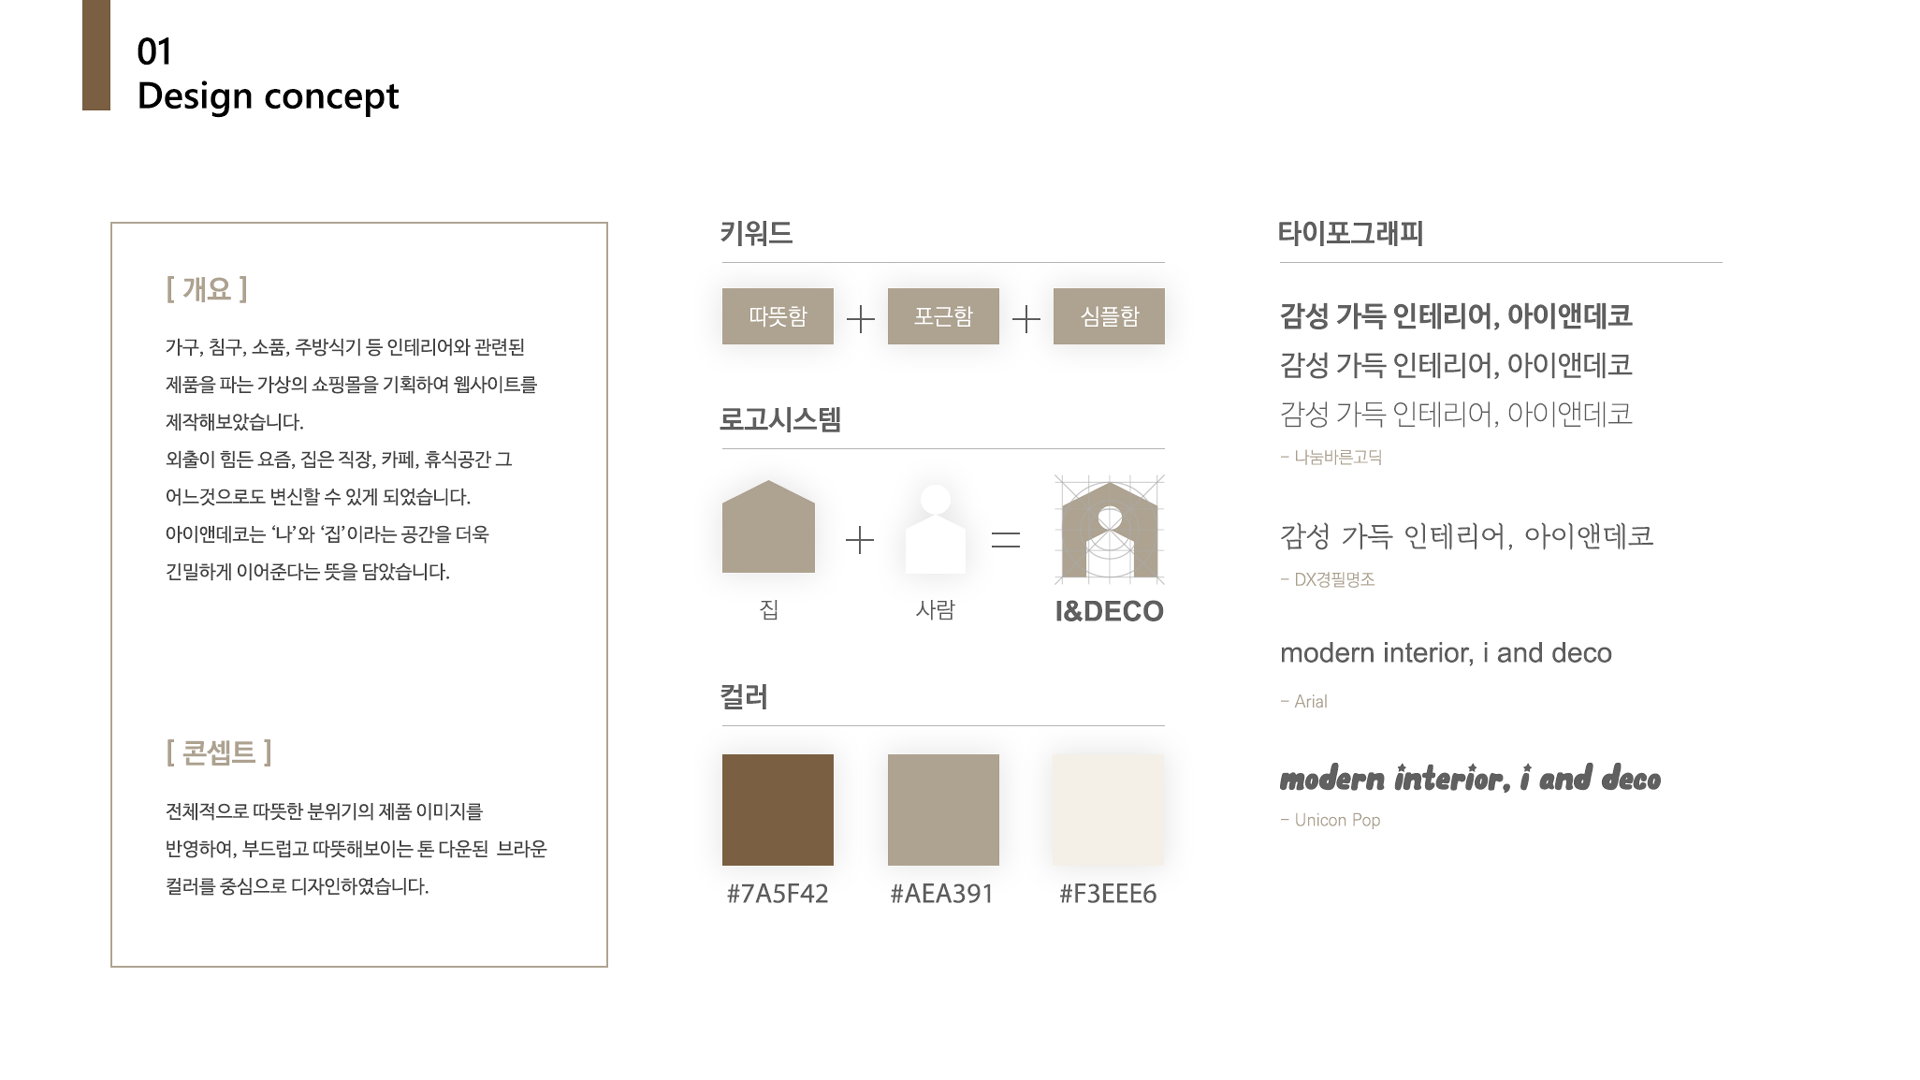 01
Design concept
[ 개요 ]
가구, 침구, 소품, 주방식기 등 인테리어와 관련된
제품을 파는 가상의 쇼핑몰을 기획하여 웹사이트를
제작해보았습니다.
외출이 힘든 요즘, 집은 직장, 카페, 휴식공간 그
어느것으로도 변신할 수 있게 되었습니다.
아이앤데코는 ‘나’와 ‘집’이라는 공간을 더욱
긴밀하게 이어준다는 뜻을 담았습니다.
[ 콘셉트 ]
전체적으로 따뜻한 분위기의 제품 이미지를
반영하여, 부드럽고 따뜻해보이는 톤 다운된 브라운
컬러를 중심으로 디자인하였습니다.
키워드
따뜻함 + 포근함 + 심플함
로고시스템
+ =
집 사람 I&DECO
컬러
#7A5F42 #AEA391 #F3EEE6
타이포그래피
감성 가득 인테리어, 아이앤데코
감성 가득 인테리어, 아이앤데코
감성 가득 인테리어, 아이앤데코
- 나눔바른고딕
감성 가득 인테리어, 아이앤데코
- DX경필명조
modern interior, i and deco
- Arial
modern interior, i and deco
- Unicon Pop